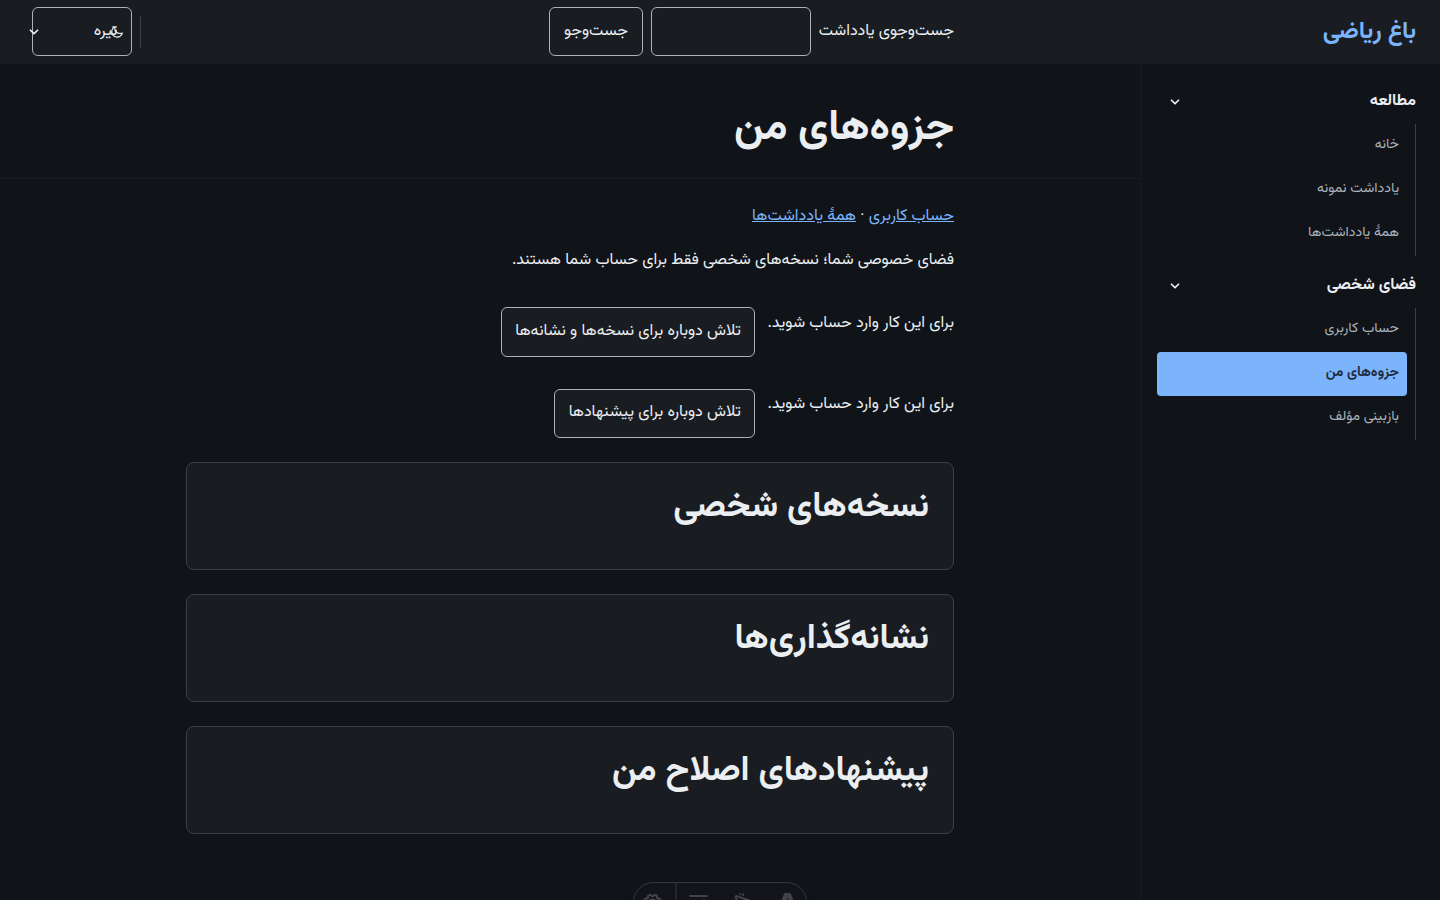 باغ ریاضی
جست‌وجوی یادداشت
جست‌وجو
مطالعه
خانه
یادداشت نمونه
همهٔ یادداشت‌ها
فضای شخصی
حساب کاربری
جزوه‌های من
بازبینی مؤلف
جزوه‌های من
حساب کاربری · همهٔ یادداشت‌ها
فضای خصوصی شما؛ نسخه‌های شخصی فقط برای حساب شما هستند.
برای این کار وارد حساب شوید. تلاش دوباره برای نسخه‌ها و نشانه‌ها
برای این کار وارد حساب شوید. تلاش دوباره برای پیشنهادها
نسخه‌های شخصی
نشانه‌گذاری‌ها
پیشنهادهای اصلاح من